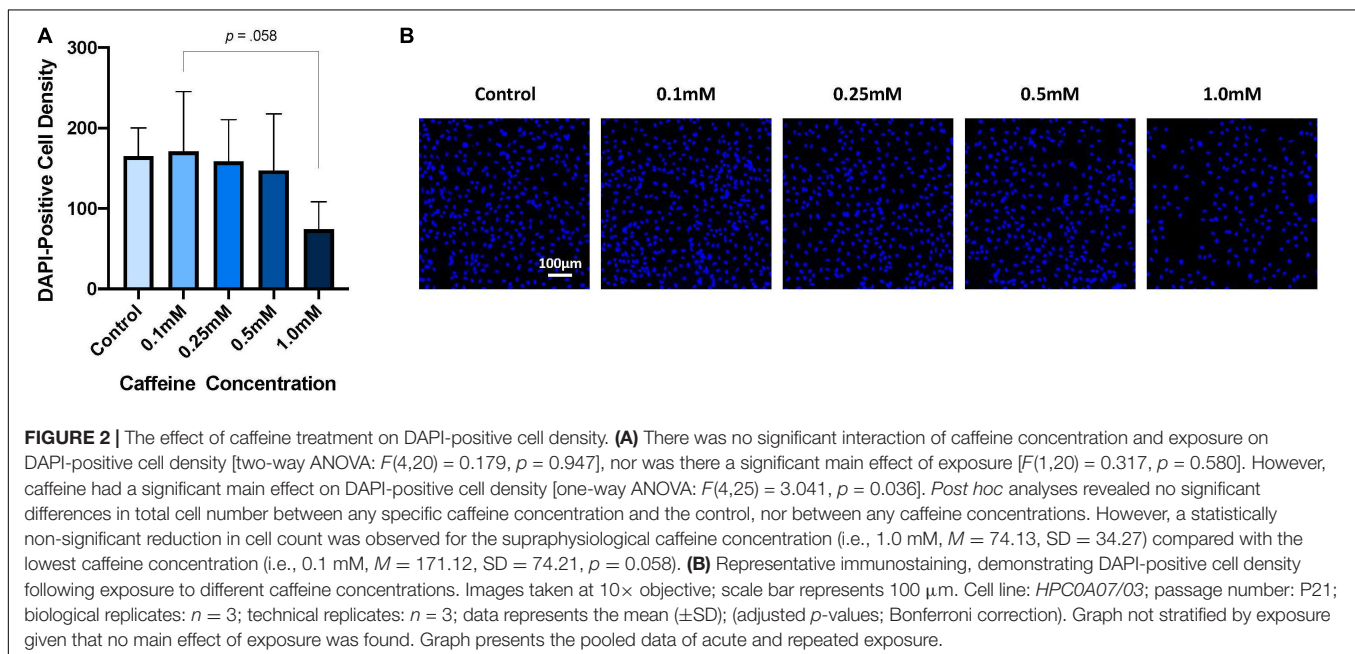 A
B
p = .058
300
200
100
0
DAPI-Positive Cell Density
Control
0.1mM
0.25mM
0.5mM
1.0mM
Caffeine Concentration
Control 0.1mM 0.25mM 0.5mM 1.0mM
100μm
FIGURE 2 | The effect of caffeine treatment on DAPI-positive cell density. (A) There was no significant interaction of caffeine concentration and exposure on
DAPI-positive cell density [two-way ANOVA: F(4,20) = 0.179, p = 0.947], nor was there a significant main effect of exposure [F(1,20) = 0.317, p = 0.580]. However,
caffeine had a significant main effect on DAPI-positive cell density [one-way ANOVA: F(4,25) = 3.041, p = 0.036]. Post hoc analyses revealed no significant
differences in total cell number between any specific caffeine concentration and the control, nor between any caffeine concentrations. However, a statistically
non-significant reduction in cell count was observed for the supraphysiological caffeine concentration (i.e., 1.0 mM, M = 74.13, SD = 34.27) compared with the
lowest caffeine concentration (i.e., 0.1 mM, M = 171.12, SD = 74.21, p = 0.058). (B) Representative immunostaining, demonstrating DAPI-positive cell density
following exposure to different caffeine concentrations. Images taken at 10× objective; scale bar represents 100 μm. Cell line: HPC0A07/03; passage number: P21;
biological replicates: n = 3; technical replicates: n = 3; data represents the mean (±SD); (adjusted p-values; Bonferroni correction). Graph not stratified by exposure
given that no main effect of exposure was found. Graph presents the pooled data of acute and repeated exposure.